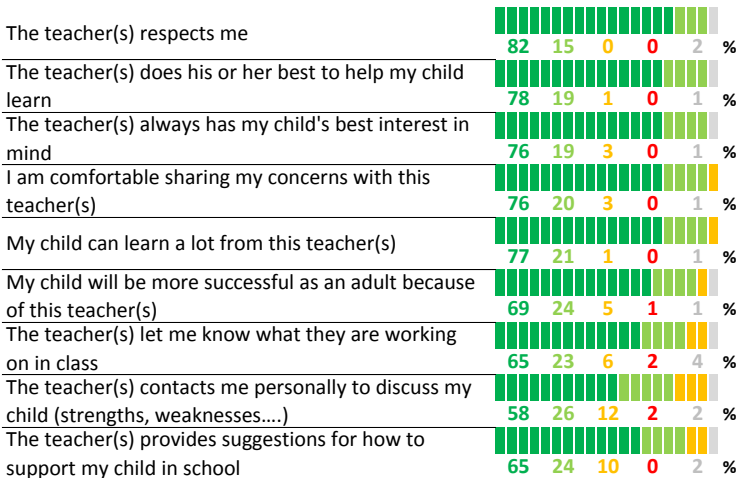 The teacher(s) respects me
82 15 0 0 2 %
The teacher(s) does his or her best to help my child
learn
78 19 1 0 1 %
The teacher(s) always has my child's best interest in
mind
76 19 3 0 1 %
I am comfortable sharing my concerns with this
teacher(s)
76 20 3 0 1 %
My child can learn a lot from this teacher(s)
77 21 1 0 1 %
My child will be more successful as an adult because
of this teacher(s)
69 24 5 1 1 %
The teacher(s) let me know what they are working
on in class
65 23 6 2 4 %
The teacher(s) contacts me personally to discuss my
child (strengths, weaknesses....)
58 26 12 2 2 %
The teacher(s) provides suggestions for how to
support my child in school
65 24 10 0 2 %